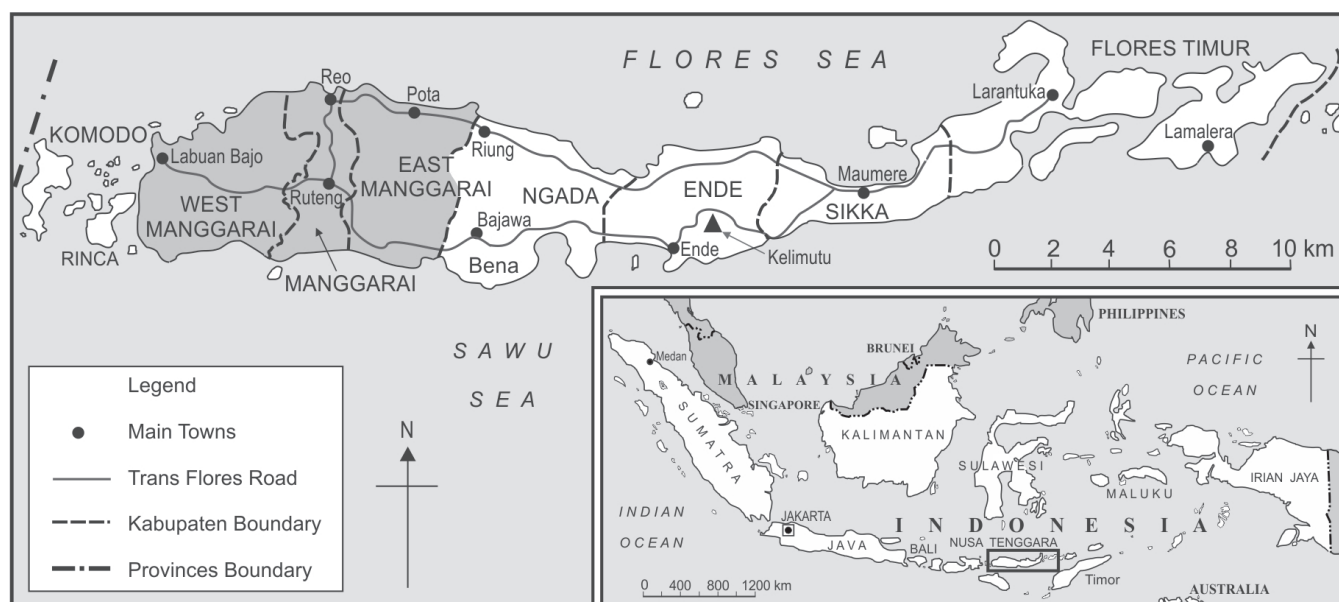 FLORES SEA
FLORES TIMUR
Reo
Pota
Larantuka
KOMODO
Labuan Bajo
Riung
Lamalera
EAST
MANGGARAI
Maumere
Ruteng
NGADA
ENDE
WEST
MANGGARAI
SIKKA
Bajawa
RINCA
Bena
Ende
Kelimutu
MANGGARAI
0 2 4 6 8 10 km
SAWU
SEA
N
Legend
Main Towns
Trans Flores Road
Kabupaten Boundary
Provinces Boundary
PHILIPPINES
N
Medan
BRUNEI
PACIFIC
OCEAN
MALAYSIA
SINGAPORE
SUMATRA
KALIMANTAN
SULAWESI
IRIAN JAYA
MALUKU
INDIAN
OCEAN
JAKARTA
INDONESIA
JAVA
BALI
NUSA TENGGARA
Timor
0 400 800 1200 km
AUSTRALIA